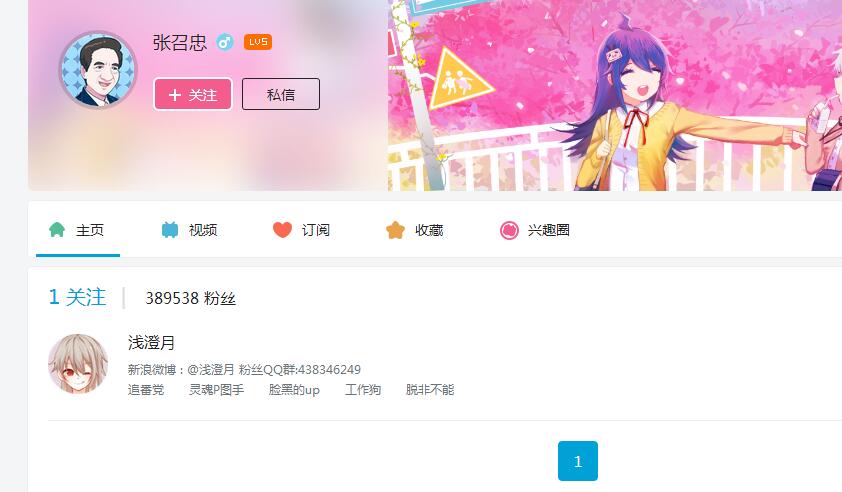 张召忠 LV5
+ 关注 私信
主页 视频 订阅 收藏 兴趣圈
1 关注 389538 粉丝
浅澄月
新浪微博：@浅澄月 粉丝QQ群:438346249
追番党 灵魂P图手 脸黑的up 工作狗 脱非不能
1